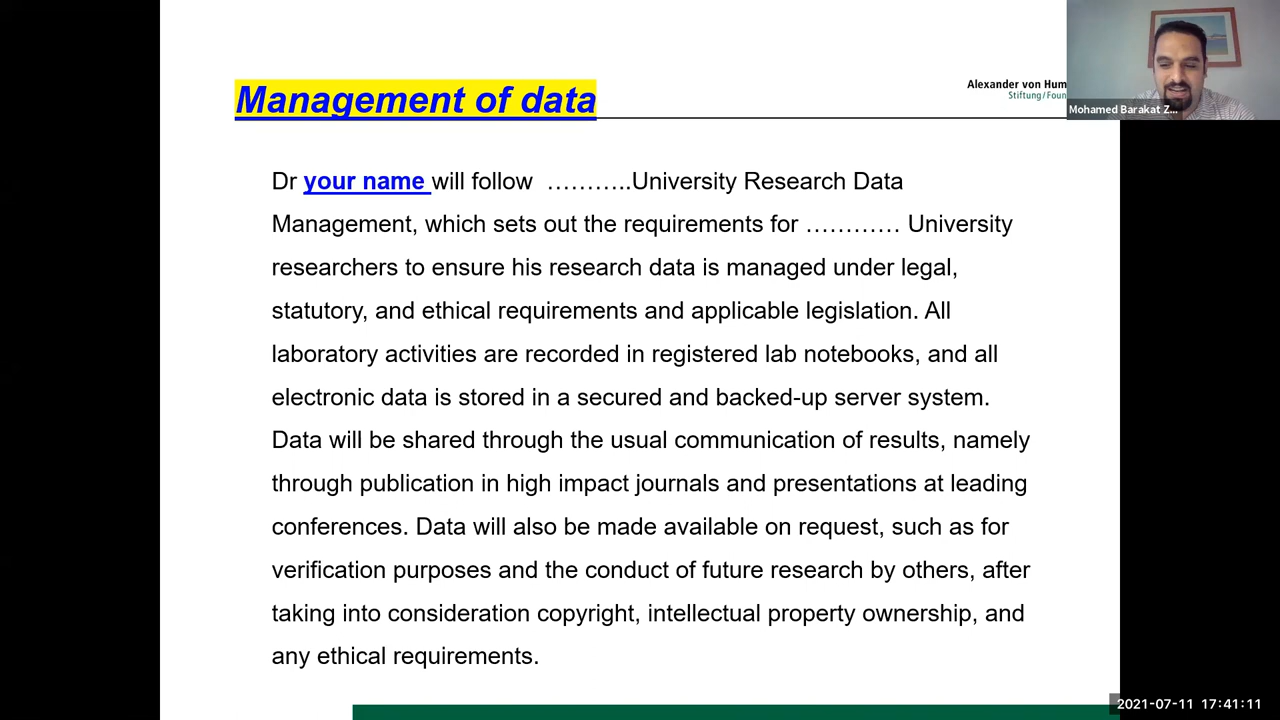 Management of data
Alexander von Hum
Stiftung/Foun
Mohamed Barakat Z...
Dr your name will follow ………..University Research Data
Management, which sets out the requirements for ………… University
researchers to ensure his research data is managed under legal,
statutory, and ethical requirements and applicable legislation. All
laboratory activities are recorded in registered lab notebooks, and all
electronic data is stored in a secured and backed-up server system.
Data will be shared through the usual communication of results, namely
through publication in high impact journals and presentations at leading
conferences. Data will also be made available on request, such as for
verification purposes and the conduct of future research by others, after
taking into consideration copyright, intellectual property ownership, and
any ethical requirements.
2021-07-11 17:41:11